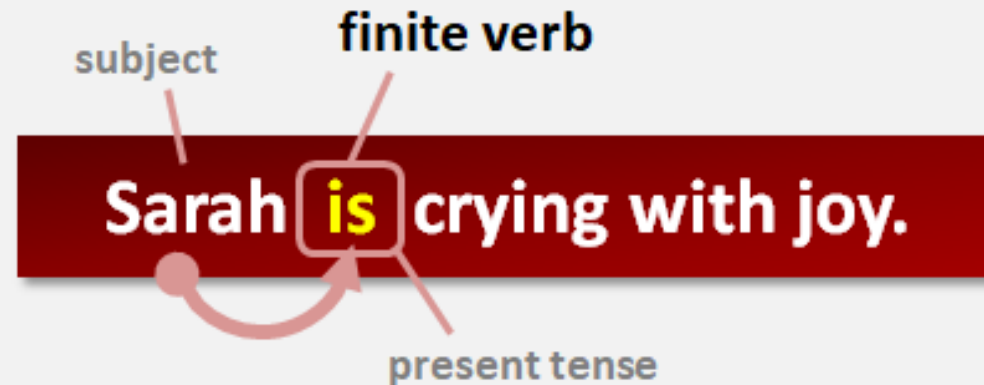 finite verb
subject
Sarah is crying with joy.
present tense